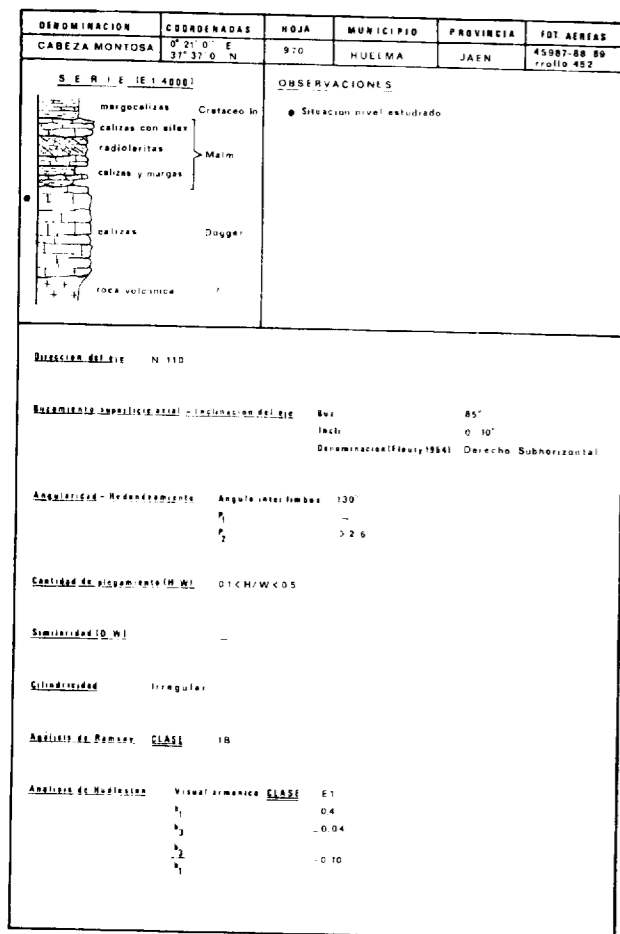 DENOMINACION COORDENADAS HOJA MUNICIPIO PROVINCIA FOT. AEREAS
CABEZA MONTOSA 0° 21' 0'' E 970 HUELMA JAEN 45987-88 89
37° 37' 0 N rrollo 452
SERIE (E 1 4000)
OBSERVACIONES
margocalizas Cretaceo In
● Situacion nivel estudiado
calizas con silex
radiolaritas
Malm
calizas y margas
calizas Dogger
roca volcanica ?
Direccion del eje N 110
Buzamiento superficie axial - Inclinacion del eje Buz 85°
Incli 0 10°
Denominacion (Fleuty 1964) Derecho Subhorizontal
Angularidad - Redondeamiento Angulo interlimbos 130°
P1 –
P2 > 2 6
Cantidad de plegamiento (H W) 0.1 < H/W < 0.5
Similaridad (D W) –
Cilindricidad Irregular
Analisis de Ramsay CLASE 1B
Analisis de Hudleston Visual armonica CLASE E1
b1 0.4
b3 -0.04
b3
b1 -0.10